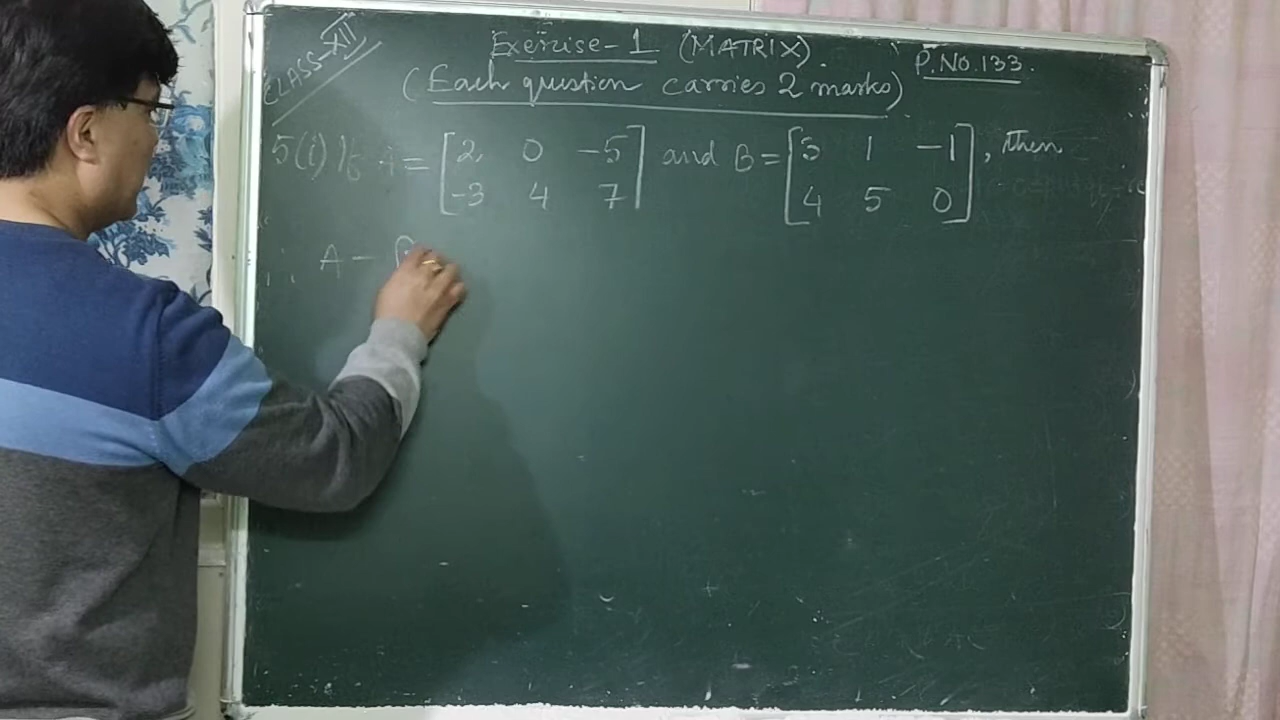 CLASS-XII
Exercise-1 (MATRIX).
P.NO.133.
(Each question carries 2 marks)
5(i) If A = [2, 0 -5] and B = [3 1 -1], then
[-3 4 7] [4 5 0]
∴ A -